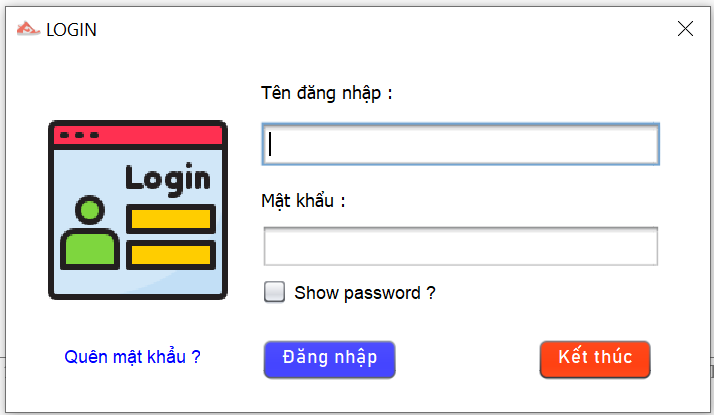 LOGIN
Tên đăng nhập :
Login
Mật khẩu :
Show password ?
Quên mật khẩu ?
Đăng nhập
Kết thúc